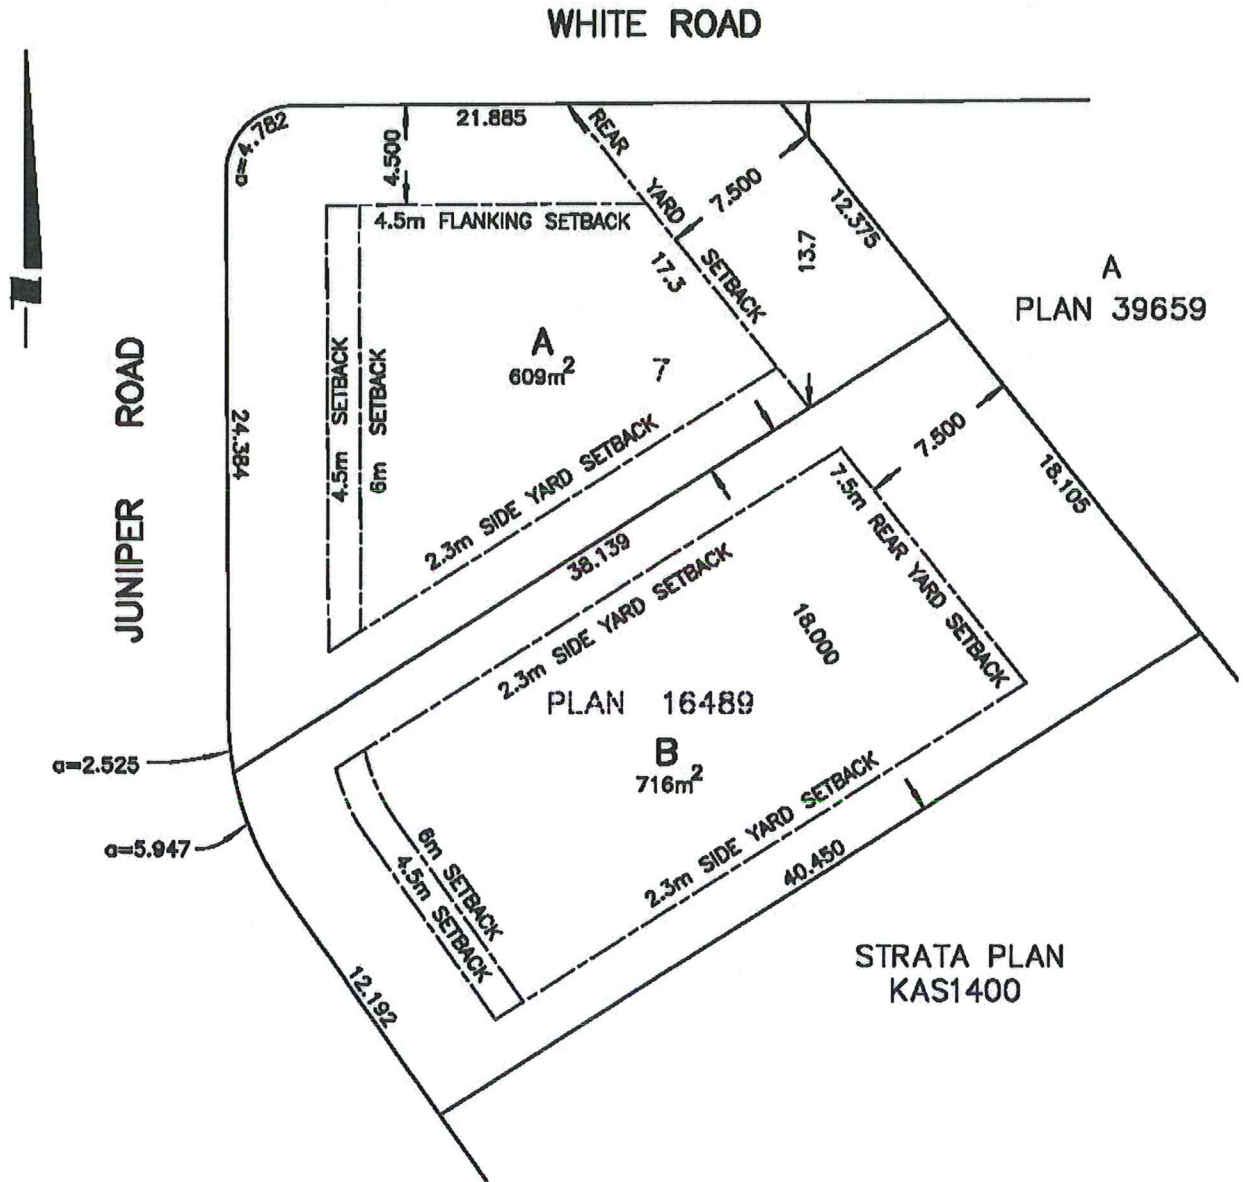 WHITE ROAD
a=4.782
21.885
4.500
REAR YARD SETBACK
7.500
12.375
13.7
4.5m FLANKING SETBACK
17.3
A
PLAN 39659
A
609m²
7
JUNIPER ROAD
24.384
4.5m SETBACK
6m SETBACK
2.3m SIDE YARD SETBACK
7.500
18.105
7.5m REAR YARD SETBACK
38.139
2.3m SIDE YARD SETBACK
18.000
PLAN 16489
B
716m²
a=2.525
a=5.947
6m SETBACK
4.5m SETBACK
2.3m SIDE YARD SETBACK
40.450
12.192
STRATA PLAN
KAS1400